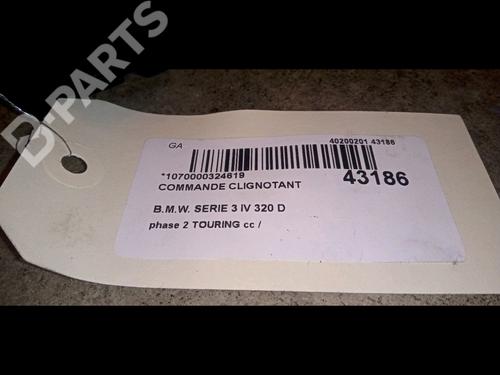 D-PARTS
GA
40200201 43186
*1070000324619
43186
COMMANDE CLIGNOTANT
B.M.W. SERIE 3 IV 320 D
phase 2 TOURING cc /